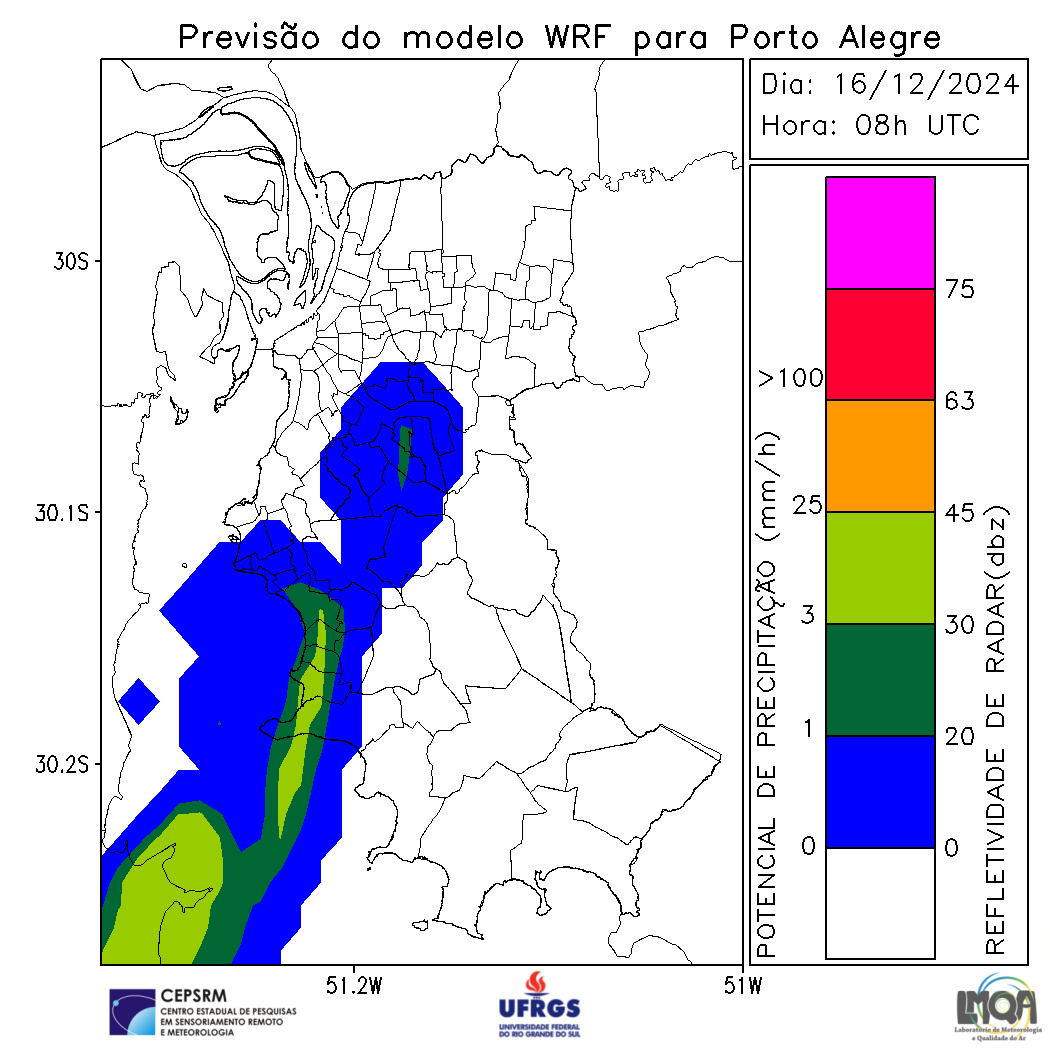 Previsão do modelo WRF para Porto Alegre
Dia: 16/12/2024
Hora: 08h UTC
30S
30.1S
30.2S
51.2W
51W
POTENCIAL DE PRECIPITAÇÃO (mm/h)
>100
25
3
1
0
75
63
45
30
20
0
REFLETIVIDADE DE RADAR(dbz)
CEPSRM
CENTRO ESTADUAL DE PESQUISAS
EM SENSORIAMENTO REMOTO
E METEOROLOGIA
UFRGS
UNIVERSIDADE FEDERAL
DO RIO GRANDE DO SUL
LMQA
Laboratório de Meteorologia
e Qualidade do Ar